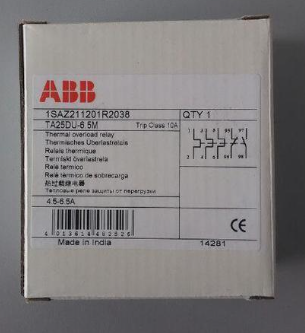 ABB
1SAZ211201R2038 QTY 1
TA25DU-6.5M Trip Class 10A
Thermal overload relay
Thermisches Überlastrelais
Relais thermique
Termiskt överlastrelä
Relè termico
Relé térmico de sobrecarga
热过载继电器
Тепловые реле защиты от перегрузки
4.5-6.5A
Made in India
CE
14281